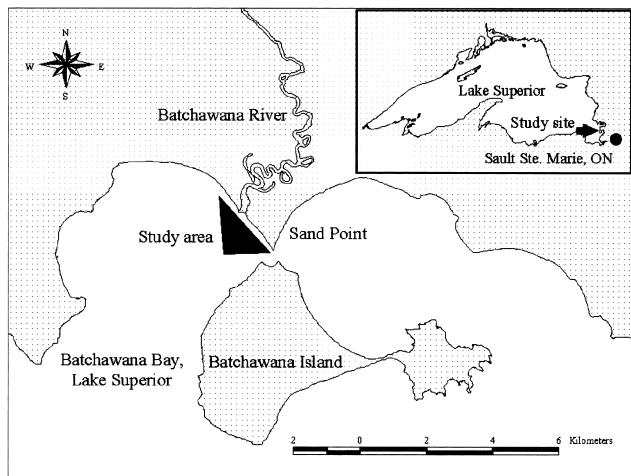 N
W E
S
Batchawana River
Lake Superior
Study site
Sault Ste. Marie, ON
Study area
Sand Point
Batchawana Bay,
Lake Superior
Batchawana Island
2 0 2 4 6 Kilometers